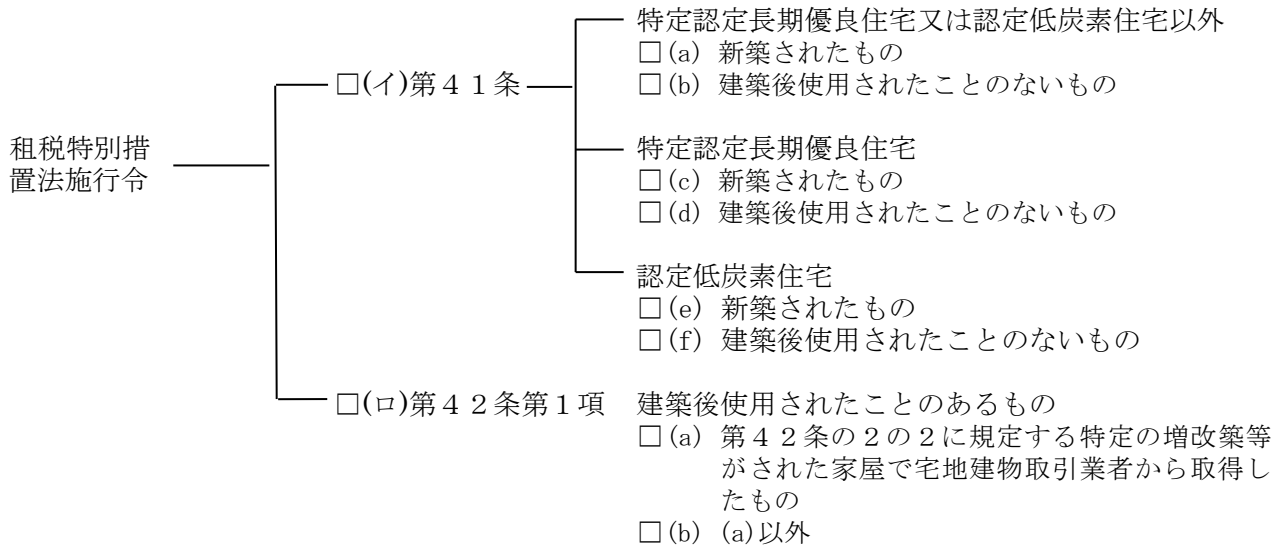 特定認定長期優良住宅又は認定低炭素住宅以外
□(a) 新築されたもの
□(イ)第41条
□(b) 建築後使用されたことのないもの
租税特別措
置法施行令
特定認定長期優良住宅
□(c) 新築されたもの
□(d) 建築後使用されたことのないもの
認定低炭素住宅
□(e) 新築されたもの
□(f) 建築後使用されたことのないもの
□(ロ)第42条第1項 建築後使用されたことのあるもの
□(a) 第42条の2の2に規定する特定の増改築等
がされた家屋で宅地建物取引業者から取得し
たもの
□(b) (a)以外